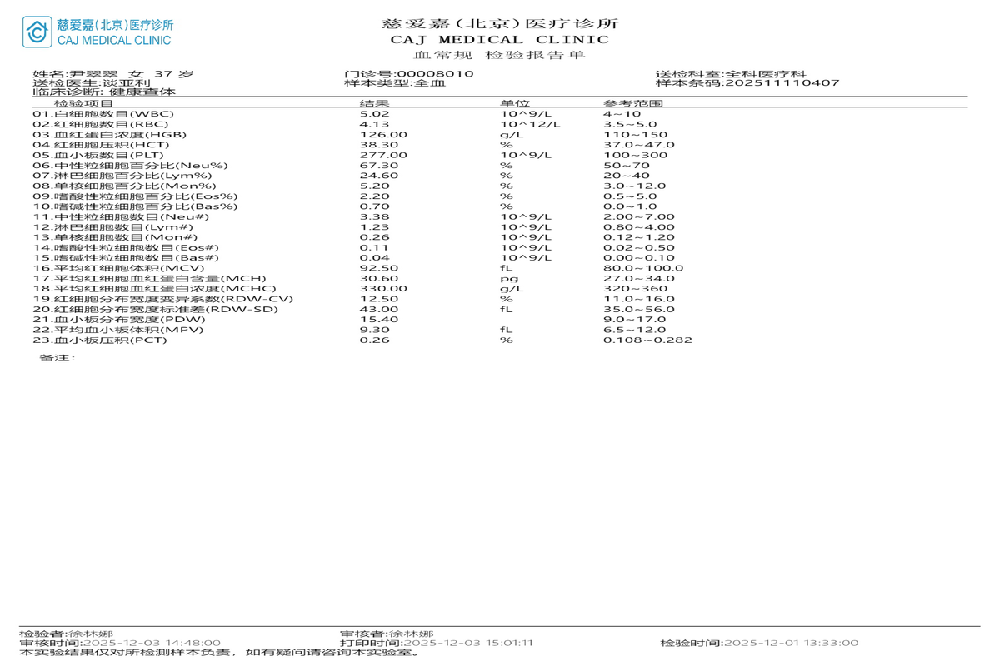 慈爱嘉(北京)医疗诊所
CAJ MEDICAL CLINIC
慈爱嘉(北京)医疗诊所
CAJ MEDICAL CLINIC
血常规 检验报告单
姓名:尹翠翠 女 37 岁 门诊号:00008010 送检科室:全科医疗科
送检医生:谈亚利 样本类型:全血 样本条码:202511110407
临床诊断: 健康查体
检验项目 结果 单位 参考范围
01.白细胞数目(WBC) 5.02 10^9/L 4~10
02.红细胞数目(RBC) 4.13 10^12/L 3.5~5.0
03.血红蛋白浓度(HGB) 126.00 g/L 110~150
04.红细胞压积(HCT) 38.30 % 37.0~47.0
05.血小板数目(PLT) 277.00 10^9/L 100~300
06.中性粒细胞百分比(Neu%) 67.30 % 50~70
07.淋巴细胞百分比(Lym%) 24.60 % 20~40
08.单核细胞百分比(Mon%) 5.20 % 3.0~12.0
09.嗜酸性粒细胞百分比(Eos%) 2.20 % 0.5~5.0
10.嗜碱性粒细胞百分比(Bas%) 0.70 % 0.0~1.0
11.中性粒细胞数目(Neu#) 3.38 10^9/L 2.00~7.00
12.淋巴细胞数目(Lym#) 1.23 10^9/L 0.80~4.00
13.单核细胞数目(Mon#) 0.26 10^9/L 0.12~1.20
14.嗜酸性粒细胞数目(Eos#) 0.11 10^9/L 0.02~0.50
15.嗜碱性粒细胞数目(Bas#) 0.04 10^9/L 0.00~0.10
16.平均红细胞体积(MCV) 92.50 fL 80.0~100.0
17.平均红细胞血红蛋白含量(MCH) 30.60 pg 27.0~34.0
18.平均红细胞血红蛋白浓度(MCHC) 330.00 g/L 320~360
19.红细胞分布宽度变异系数(RDW-CV) 12.50 % 11.0~16.0
20.红细胞分布宽度标准差(RDW-SD) 43.00 fL 35.0~56.0
21.血小板分布宽度(PDW) 15.40 9.0~17.0
22.平均血小板体积(MPV) 9.30 fL 6.5~12.0
23.血小板压积(PCT) 0.26 % 0.108~0.282
备注:
检验者:徐林娜 审核者:徐林娜
审核时间:2025-12-03 14:48:00 打印时间:2025-12-03 15:01:11 检验时间:2025-12-01 13:33:00
本实验结果仅对所检测样本负责，如有疑问请咨询本实验室。